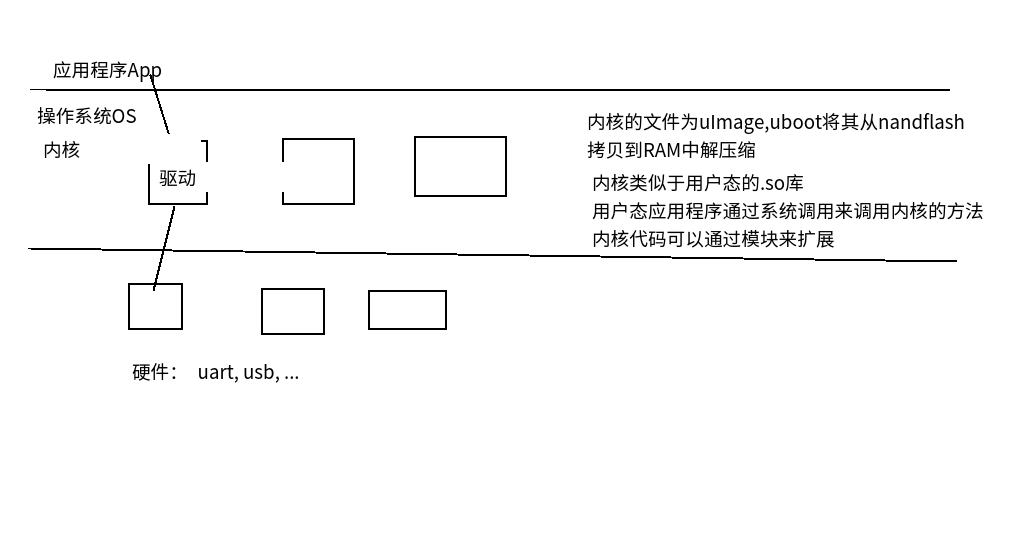 应用程序App
操作系统OS
内核
驱动
内核的文件为uImage,uboot将其从nandflash
拷贝到RAM中解压缩
内核类似于用户态的.so库
用户态应用程序通过系统调用来调用内核的方法
内核代码可以通过模块来扩展
硬件： uart, usb, ...